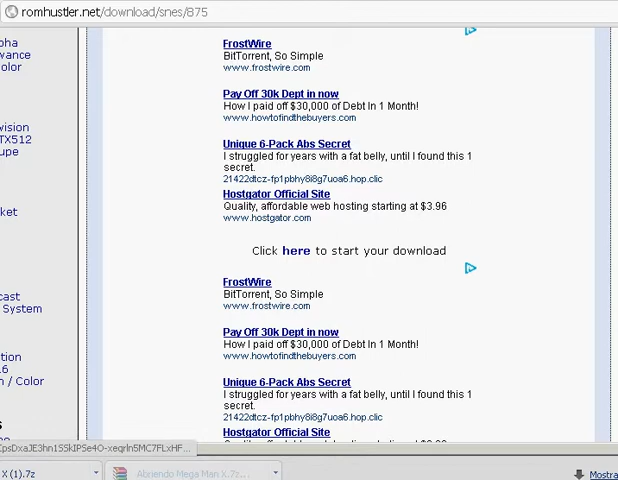 romhustler.net/download/snes/875
pha
wance
olor
vision
TX512
upe
ket
cast
System
tion
.6
n / Color
s
FrostWire
BitTorrent, So Simple
www.frostwire.com
Pay Off 30k Dept in now
How I paid off $30,000 of Debt In 1 Month!
www.howtofindthebuyers.com
Unique 6-Pack Abs Secret
I struggled for years with a fat belly, until I found this 1
secret.
21422dtcz-fp1pbhy8i8g7uoa6.hop.clic
Hostgator Official Site
Quality, affordable web hosting starting at $3.96
www.hostgator.com
Click here to start your download
FrostWire
BitTorrent, So Simple
www.frostwire.com
Pay Off 30k Dept in now
How I paid off $30,000 of Debt In 1 Month!
www.howtofindthebuyers.com
Unique 6-Pack Abs Secret
I struggled for years with a fat belly, until I found this 1
secret.
21422dtcz-fp1pbhy8i8g7uoa6.hop.clic
Hostgator Official Site
X (1).7z
Abriendo Mega Man X.7z...
Mostra